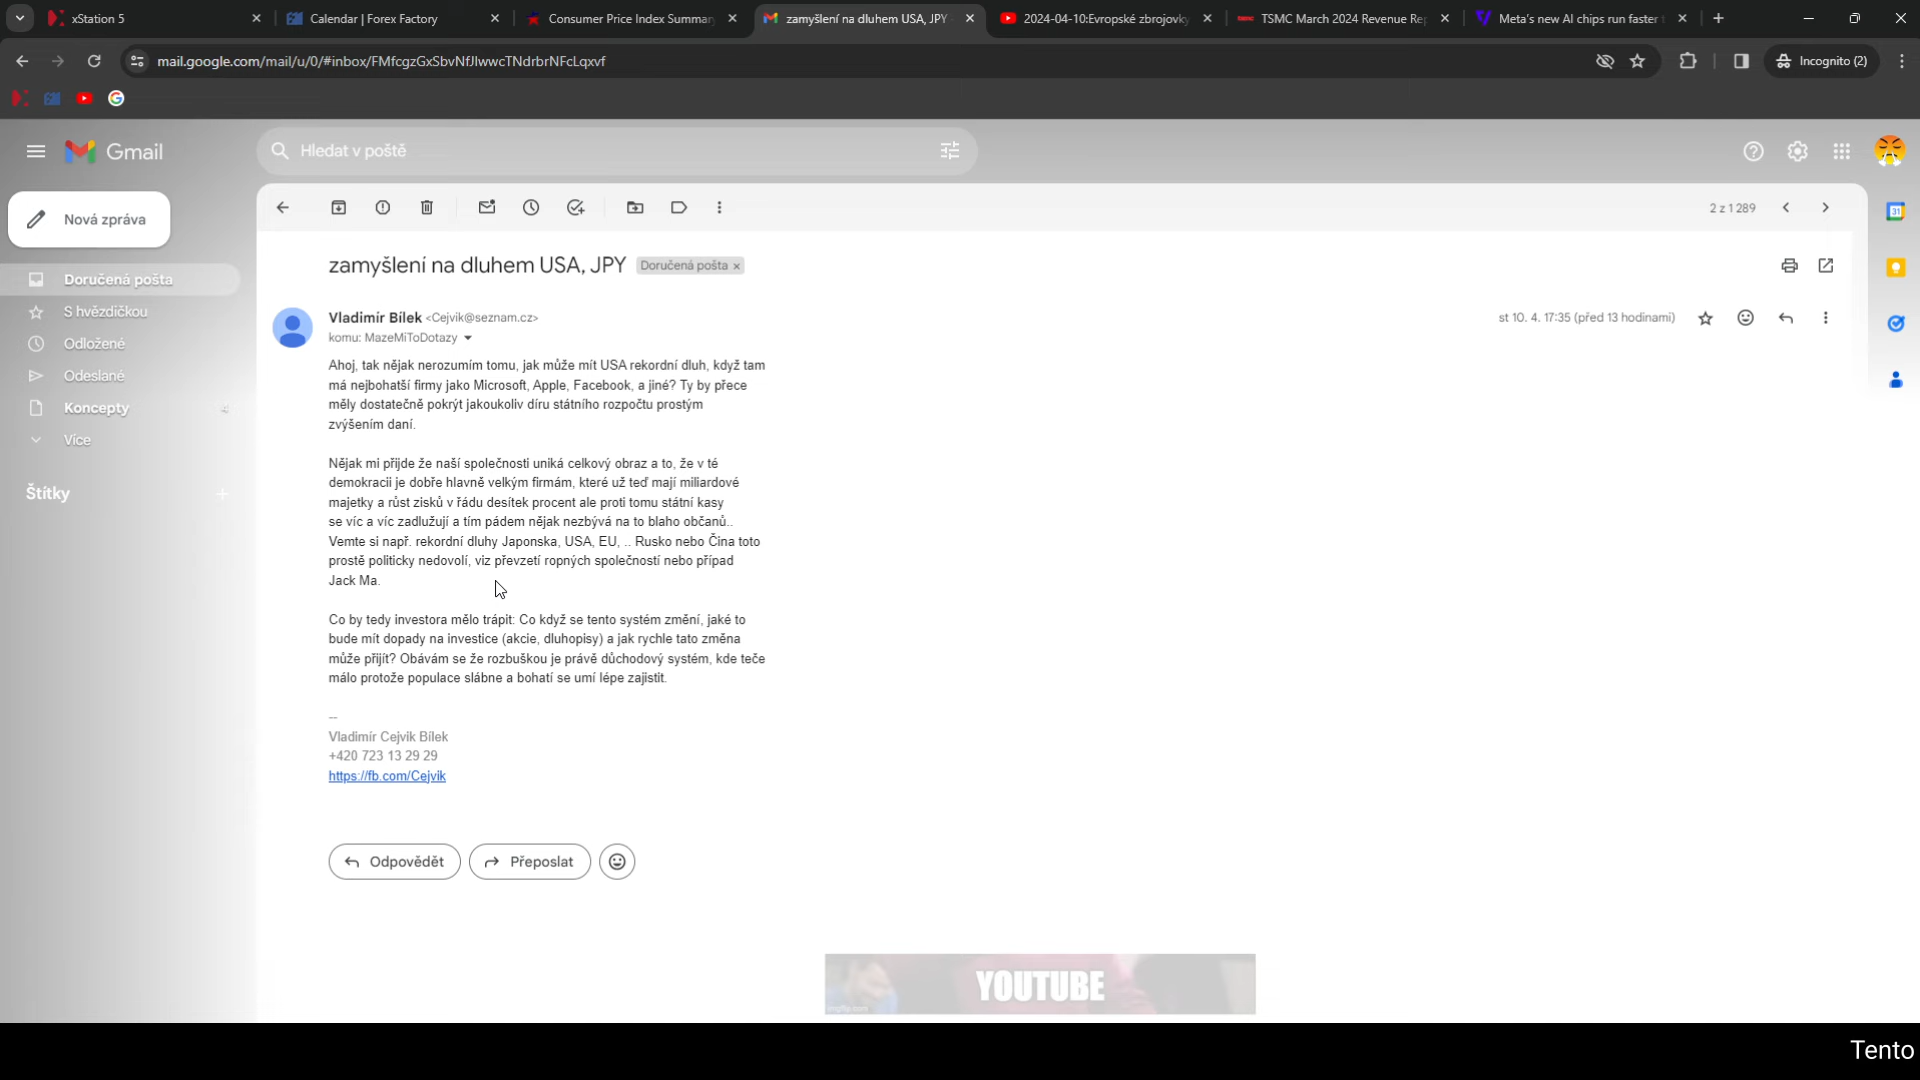 xStation 5
Calendar | Forex Factory
Consumer Price Index Summary
zamyšlení na dluhem USA, JPY -
2024-04-10:Evropské zbrojovky
TSMC March 2024 Revenue Rep
Meta's new AI chips run faster t
mail.google.com/mail/u/0/#inbox/FMfcgzGxSbvNfJlwwcTNdrbrNFcLqxvf
Incognito (2)
Gmail
Hledat v poště
Nová zpráva
2 z 1 289
zamyšlení na dluhem USA, JPY
Doručená pošta ×
Doručená pošta
S hvězdičkou
Odložené
Odeslané
Koncepty
4
Více
Štítky
Vladimír Bílek <Cejvik@seznam.cz>
st 10. 4. 17:35 (před 13 hodinami)
komu: MazeMiToDotazy
Ahoj, tak nějak nerozumím tomu, jak může mít USA rekordní dluh, když tam
má nejbohatší firmy jako Microsoft, Apple, Facebook, a jiné? Ty by přece
měly dostatečně pokrýt jakoukoliv díru státního rozpočtu prostým
zvýšením daní.
Nějak mi přijde že naší společnosti uniká celkový obraz a to, že v té
demokracii je dobře hlavně velkým firmám, které už teď mají miliardové
majetky a růst zisků v řádu desítek procent ale proti tomu státní kasy
se víc a víc zadlužují a tím pádem nějak nezbývá na to blaho občanů..
Vemte si např. rekordní dluhy Japonska, USA, EU, .. Rusko nebo Čína toto
prostě politicky nedovolí, viz převzetí ropných společností nebo případ
Jack Ma.
Co by tedy investora mělo trápit: Co když se tento systém změní, jaké to
bude mít dopady na investice (akcie, dluhopisy) a jak rychle tato změna
může přijít? Obávám se že rozbuškou je právě důchodový systém, kde teče
málo protože populace slábne a bohatí se umí lépe zajistit.
--
Vladimír Cejvik Bílek
+420 723 13 29 29
https://fb.com/Cejvik
Odpovědět
Přeposlat
YOUTUBE
Tento